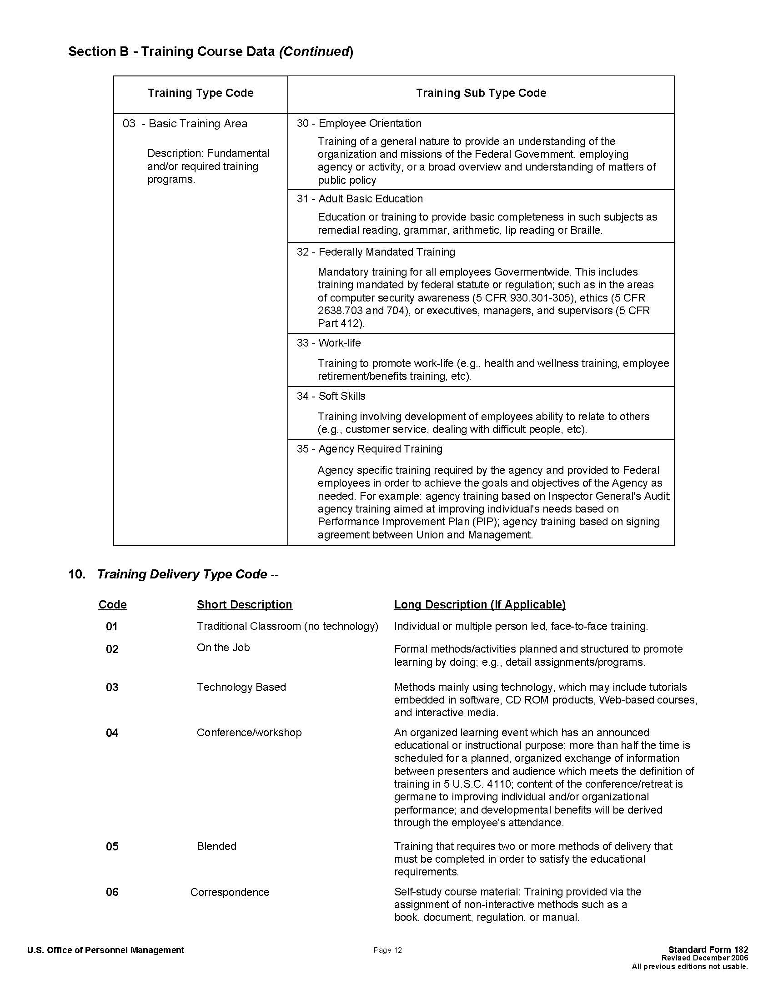 Section B - Training Course Data (Continued)
Training Type Code
Training Sub Type Code
03 - Basic Training Area
Description: Fundamental
and/or required training
programs.
30 - Employee Orientation
Training of a general nature to provide an understanding of the
organization and missions of the Federal Government, employing
agency or activity, or a broad overview and understanding of matters of
public policy
31 - Adult Basic Education
Education or training to provide basic completeness in such subjects as
remedial reading, grammar, arithmetic, lip reading or Braille.
32 - Federally Mandated Training
Mandatory training for all employees Govermentwide. This includes
training mandated by federal statute or regulation; such as in the areas
of computer security awareness (5 CFR 930.301-305), ethics (5 CFR
2638.703 and 704), or executives, managers, and supervisors (5 CFR
Part 412).
33 - Work-life
Training to promote work-life (e.g., health and wellness training, employee
retirement/benefits training, etc).
34 - Soft Skills
Training involving development of employees ability to relate to others
(e.g., customer service, dealing with difficult people, etc).
35 - Agency Required Training
Agency specific training required by the agency and provided to Federal
employees in order to achieve the goals and objectives of the Agency as
needed. For example: agency training based on Inspector General's Audit;
agency training aimed at improving individual's needs based on
Performance Improvement Plan (PIP); agency training based on signing
agreement between Union and Management.
10. Training Delivery Type Code --
Code Short Description Long Description (If Applicable)
01 Traditional Classroom (no technology) Individual or multiple person led, face-to-face training.
02 On the Job Formal methods/activities planned and structured to promote
learning by doing; e.g., detail assignments/programs.
03 Technology Based Methods mainly using technology, which may include tutorials
embedded in software, CD ROM products, Web-based courses,
and interactive media.
04 Conference/workshop An organized learning event which has an announced
educational or instructional purpose; more than half the time is
scheduled for a planned, organized exchange of information
between presenters and audience which meets the definition of
training in 5 U.S.C. 4110; content of the conference/retreat is
germane to improving individual and/or organizational
performance; and developmental benefits will be derived
through the employee's attendance.
05 Blended Training that requires two or more methods of delivery that
must be completed in order to satisfy the educational
requirements.
06 Correspondence Self-study course material: Training provided via the
assignment of non-interactive methods such as a
book, document, regulation, or manual.
U.S. Office of Personnel Management Page 12 Standard Form 182
Revised December 2006
All previous editions not usable.